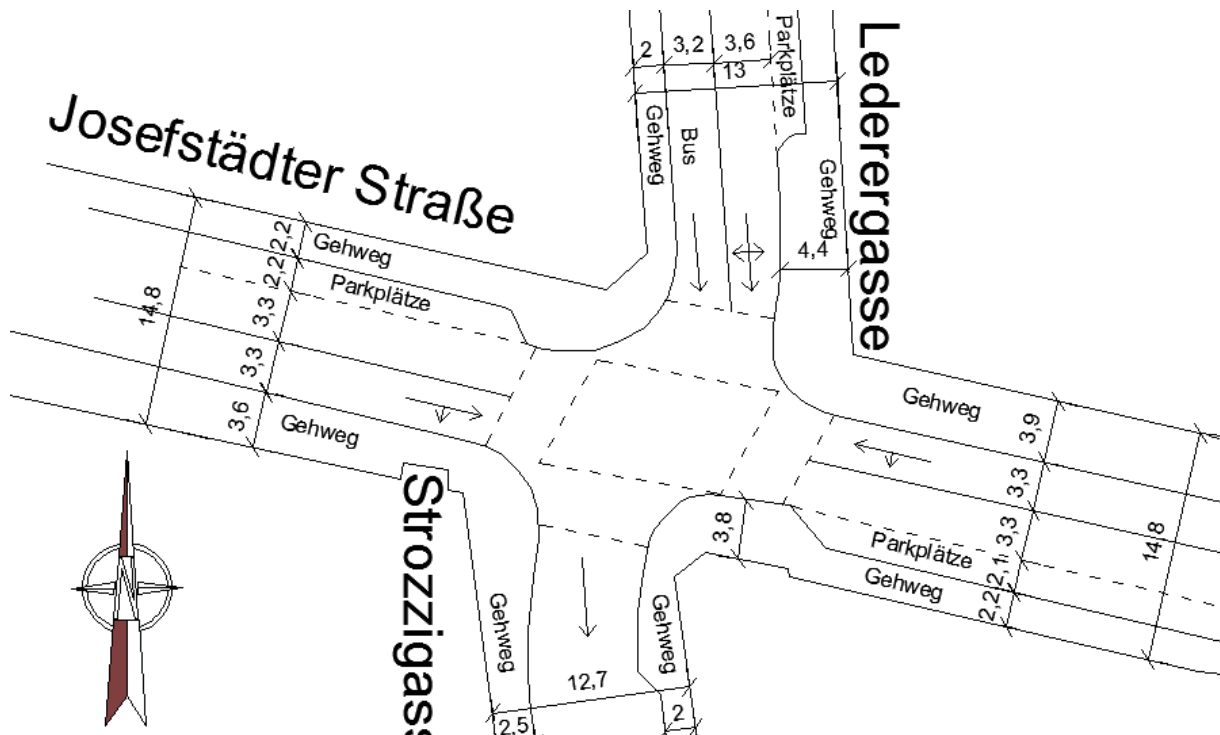 2
3,2
3,6
13
Parkplätze
Lederergasse
Josefstädter Straße
Gehweg
Bus
Gehweg
4,4
2,2
2,2
3,3
3,3
3,6
14,8
Gehweg
Parkplätze
Gehweg
Gehweg
3,9
3,3
3,3
2,1
2,2
14,8
Strozzigass
3,8
Parkplätze
Gehweg
Gehweg
Gehweg
12,7
2,5
2
N